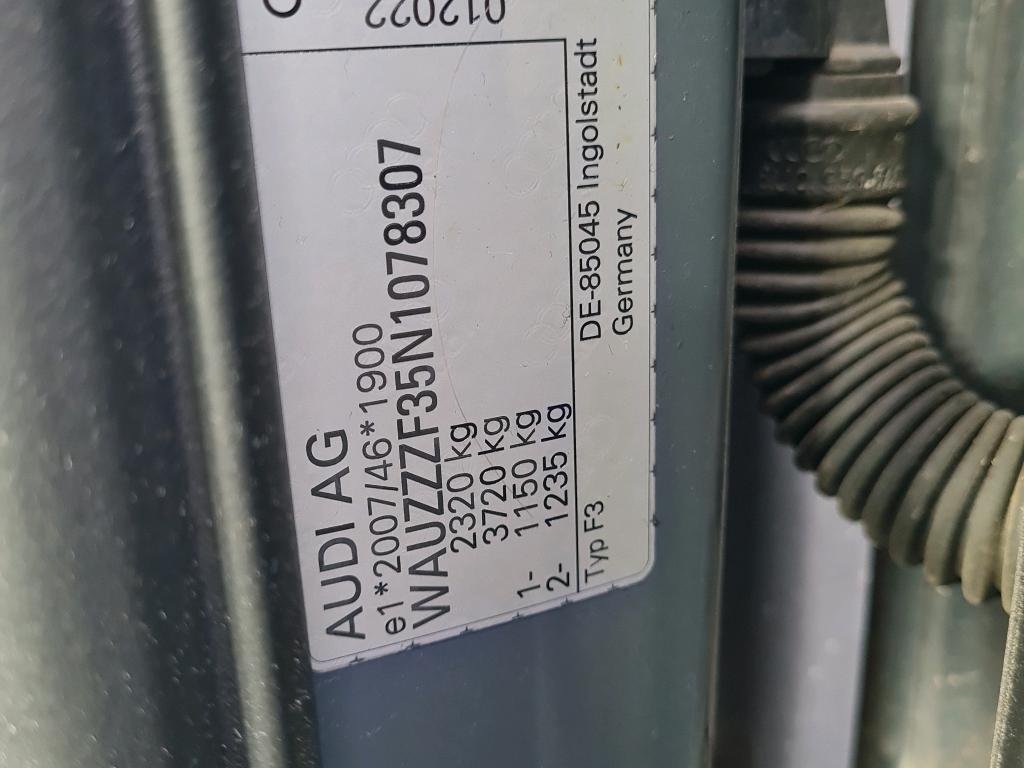 AUDI AG
e1*2007/46*1900
WAUZZZF35N1078307
2320 kg
3720 kg
1- 1150 kg
2- 1235 kg
Typ F3
DE-85045 Ingolstadt
Germany
012022